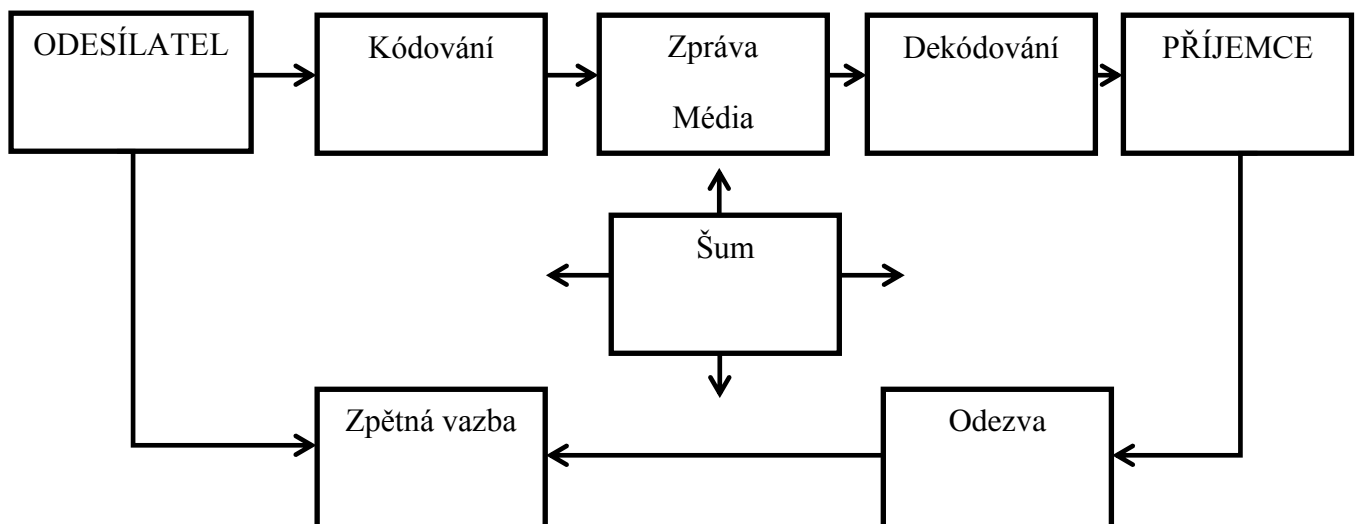 ODESÍLATEL
Kódování
Zpráva
Média
Dekódování
PŘÍJEMCE
Šum
Zpětná vazba
Odezva